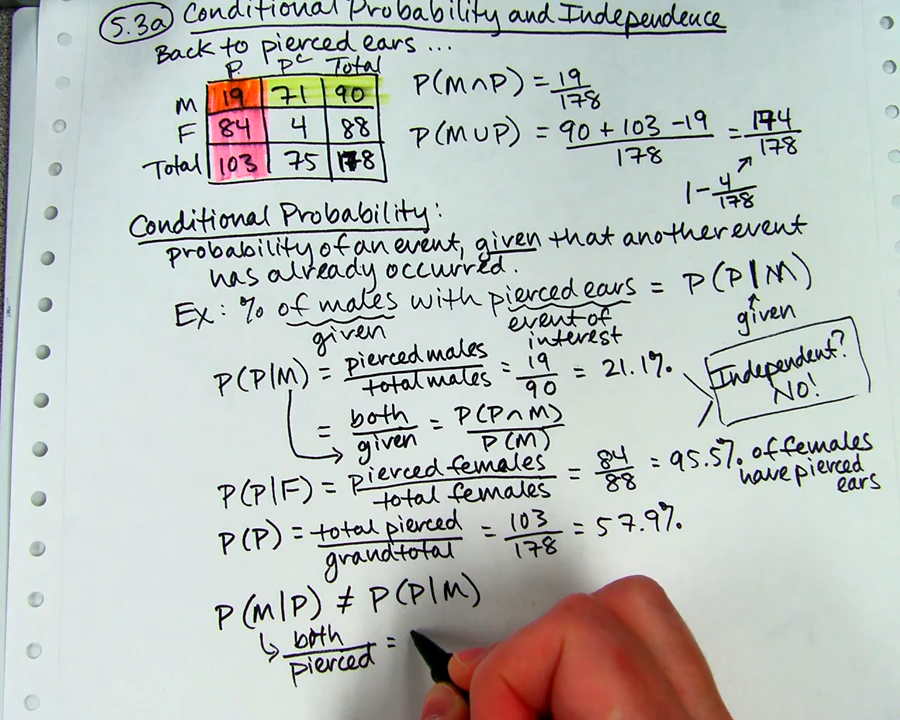 5.3a Conditional Probability and Independence
Back to pierced ears ...
P Pᶜ Total
M 19 71 90
F 84 4 88
Total 103 75 178
P(M∩P) = 19/178
P(M∪P) = 90 + 103 - 19 / 178 = 174/178
1 - 4/178
Conditional Probability:
probability of an event, given that another event
has already occurred.
Ex: % of males with pierced ears = P(P|M)
given event of interest given
P(P|M) = pierced males / total males = 19/90 = 21.1%
= both / given = P(P∩M) / P(M)
Independent?
NO!
P(P|F) = pierced females / total females = 84/88 = 95.5% of females
have pierced
ears
P(P) = total pierced / grand total = 103/178 = 57.9%
P(M|P) ≠ P(P|M)
↳ both / pierced =